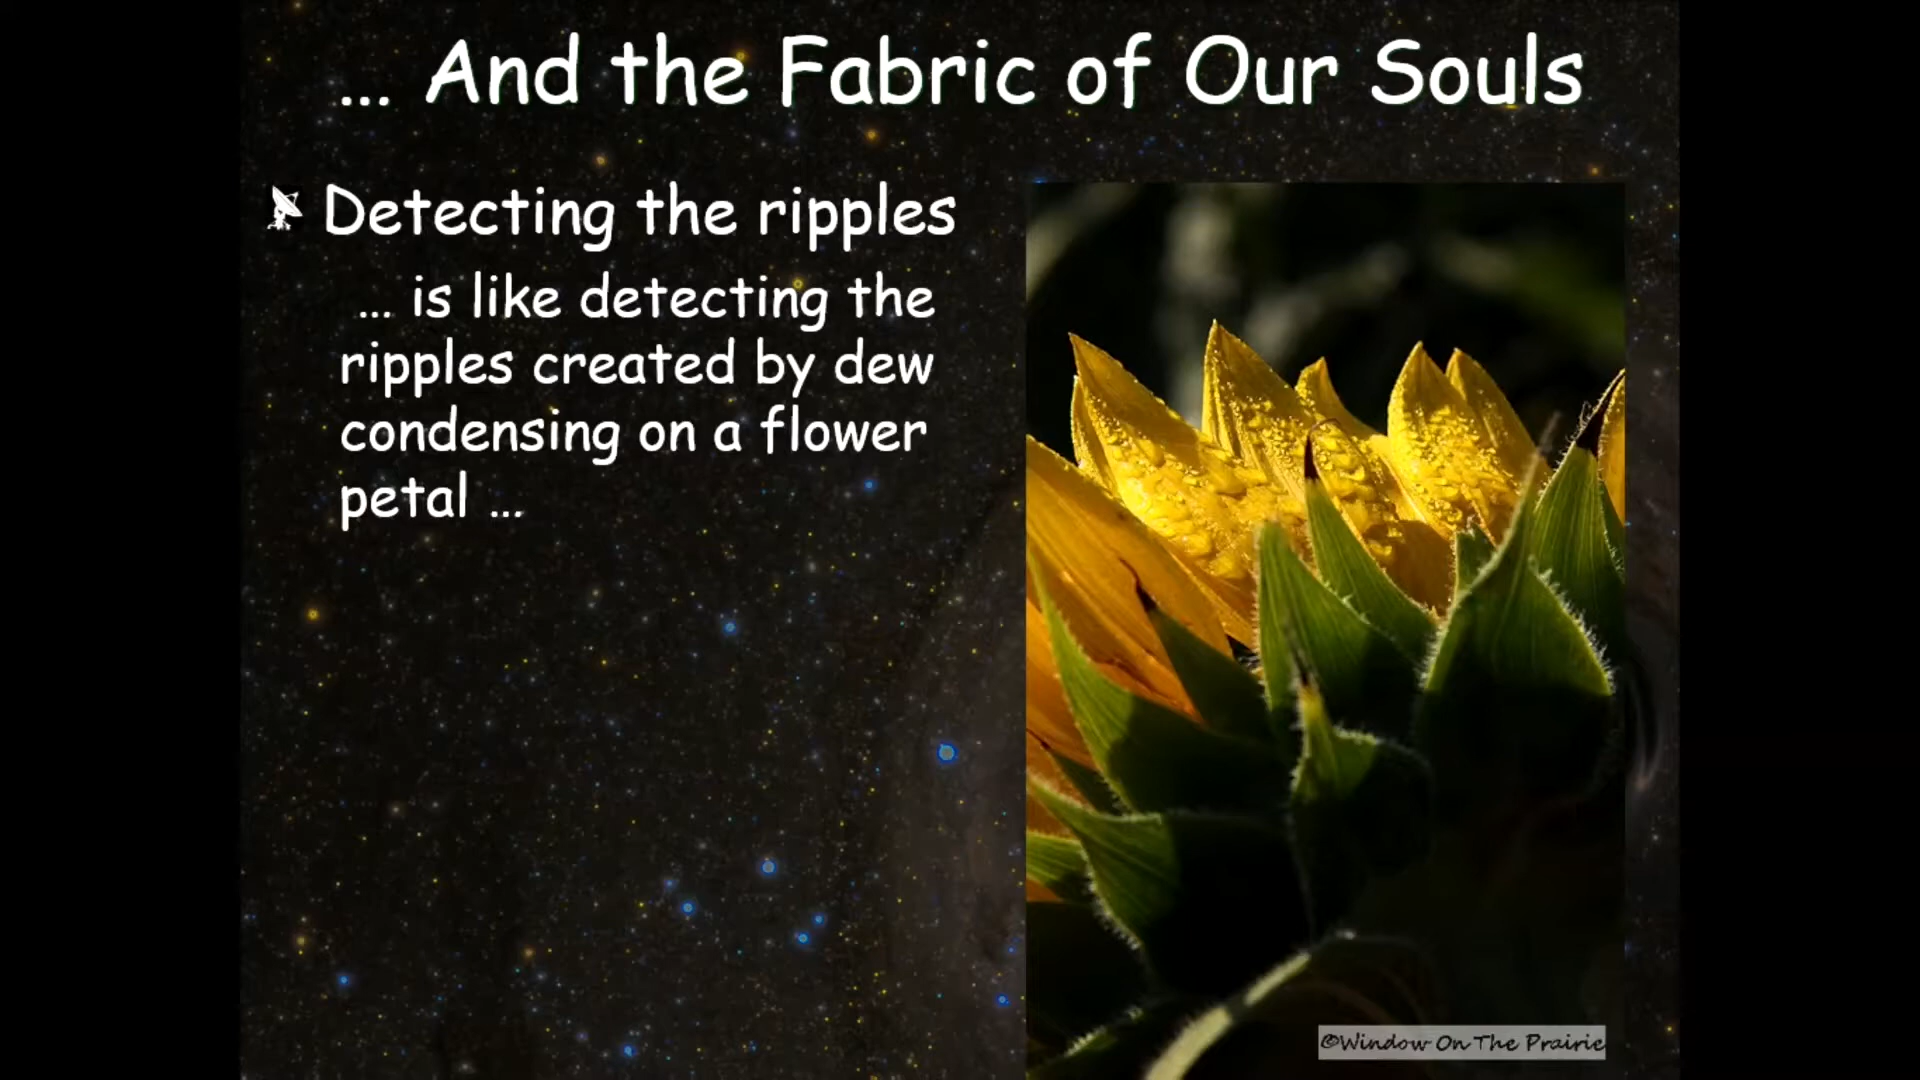 ... And the Fabric of Our Souls
Detecting the ripples
... is like detecting the
ripples created by dew
condensing on a flower
petal ...
©Window On The Prairie